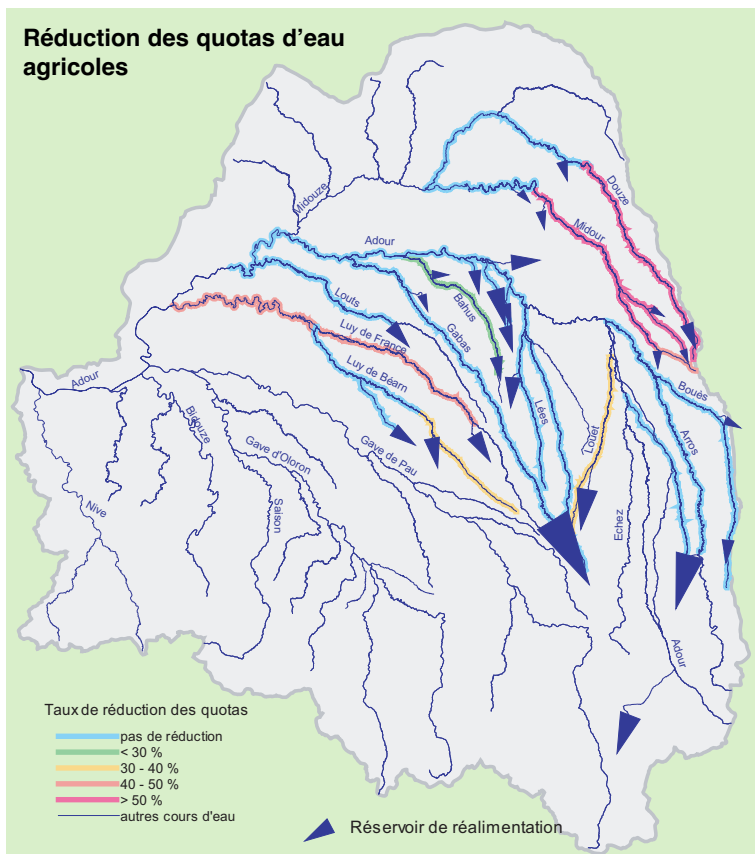 Réduction des quotas d'eau
agricoles
Midouze
Douze
Midour
Adour
Bahus
Louts
Gabas
Luy de France
Luy de Béarn
Adour
Boués
Lées
Louet
Arros
Bidouze
Gave d'Oloron
Gave de Pau
Saison
Echez
Nive
Adour
Taux de réduction des quotas
pas de réduction
< 30 %
30 - 40 %
40 - 50 %
> 50 %
autres cours d'eau
Réservoir de réalimentation